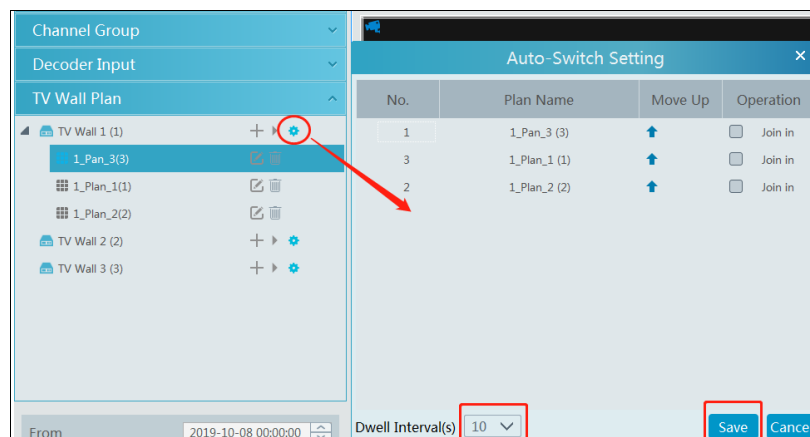 Channel Group
Decoder Input
TV Wall Plan
TV Wall 1 (1)
1_Pan_3(3)
1_Plan_1(1)
1_Plan_2(2)
TV Wall 2 (2)
TV Wall 3 (3)
From 2019-10-08 00:00:00
Auto-Switch Setting
No. Plan Name Move Up Operation
1 1_Pan_3 (3) Join in
3 1_Plan_1 (1) Join in
2 1_Plan_2 (2) Join in
Dwell Interval(s) 10 Save Cance